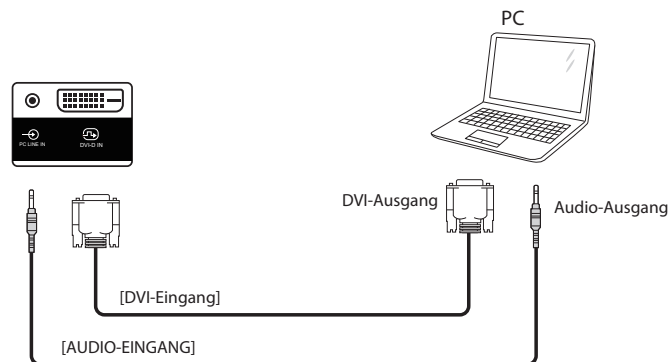 PC
PC LINE IN
DVI-D IN
DVI-Ausgang
Audio-Ausgang
[DVI-Eingang]
[AUDIO-EINGANG]